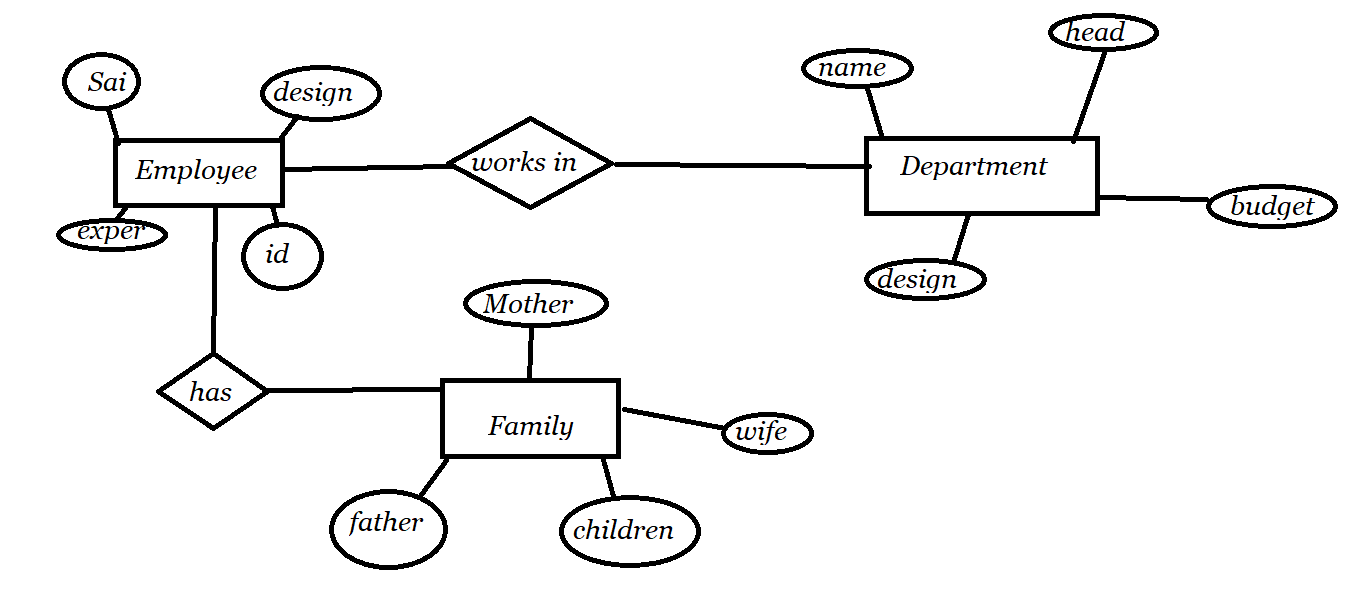 head
name
Sai
design
works in
Employee
Department
exper
id
budget
design
Mother
has
Family
wife
father
children